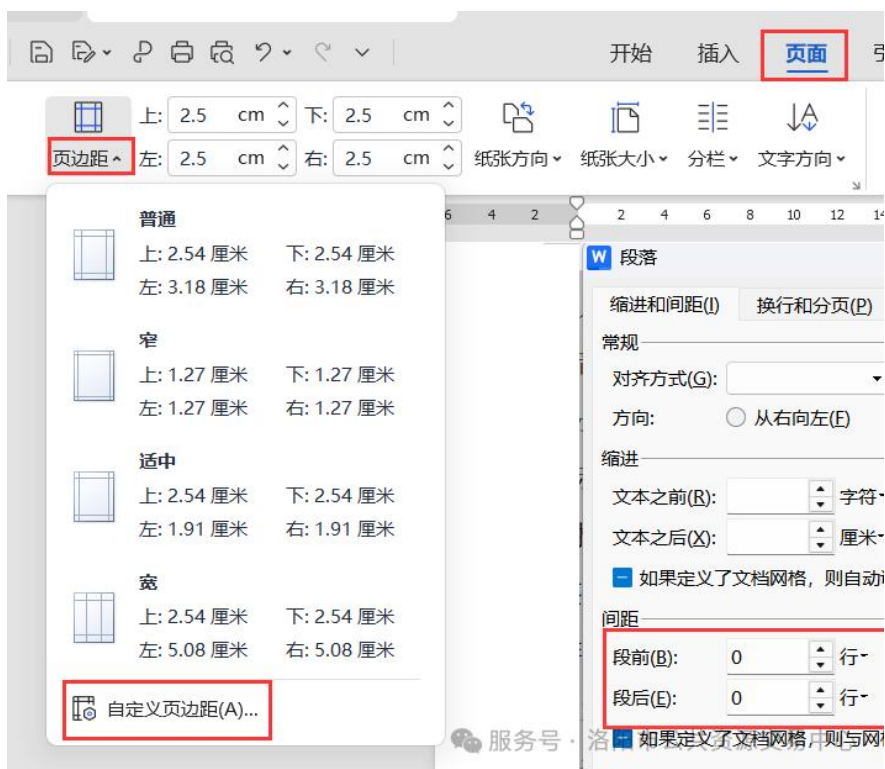 开始 插入 页面
页边距 上: 2.5 cm 下: 2.5 cm
左: 2.5 cm 右: 2.5 cm
纸张方向 纸张大小 分栏 文字方向
普通
上: 2.54 厘米 下: 2.54 厘米
左: 3.18 厘米 右: 3.18 厘米
窄
上: 1.27 厘米 下: 1.27 厘米
左: 1.27 厘米 右: 1.27 厘米
适中
上: 2.54 厘米 下: 2.54 厘米
左: 1.91 厘米 右: 1.91 厘米
宽
上: 2.54 厘米 下: 2.54 厘米
左: 5.08 厘米 右: 5.08 厘米
自定义页边距(A)...
6 4 2 2 4 6 8 10 12 14
W 段落
缩进和间距(I) 换行和分页(P)
常规
对齐方式(G):
方向: 从右向左(F)
缩进
文本之前(R): 字符
文本之后(X): 厘米
如果定义了文档网格，则自动
间距
段前(B): 0 行
段后(E): 0 行
如果定义了文档网格，则与网
服务号 · 洛